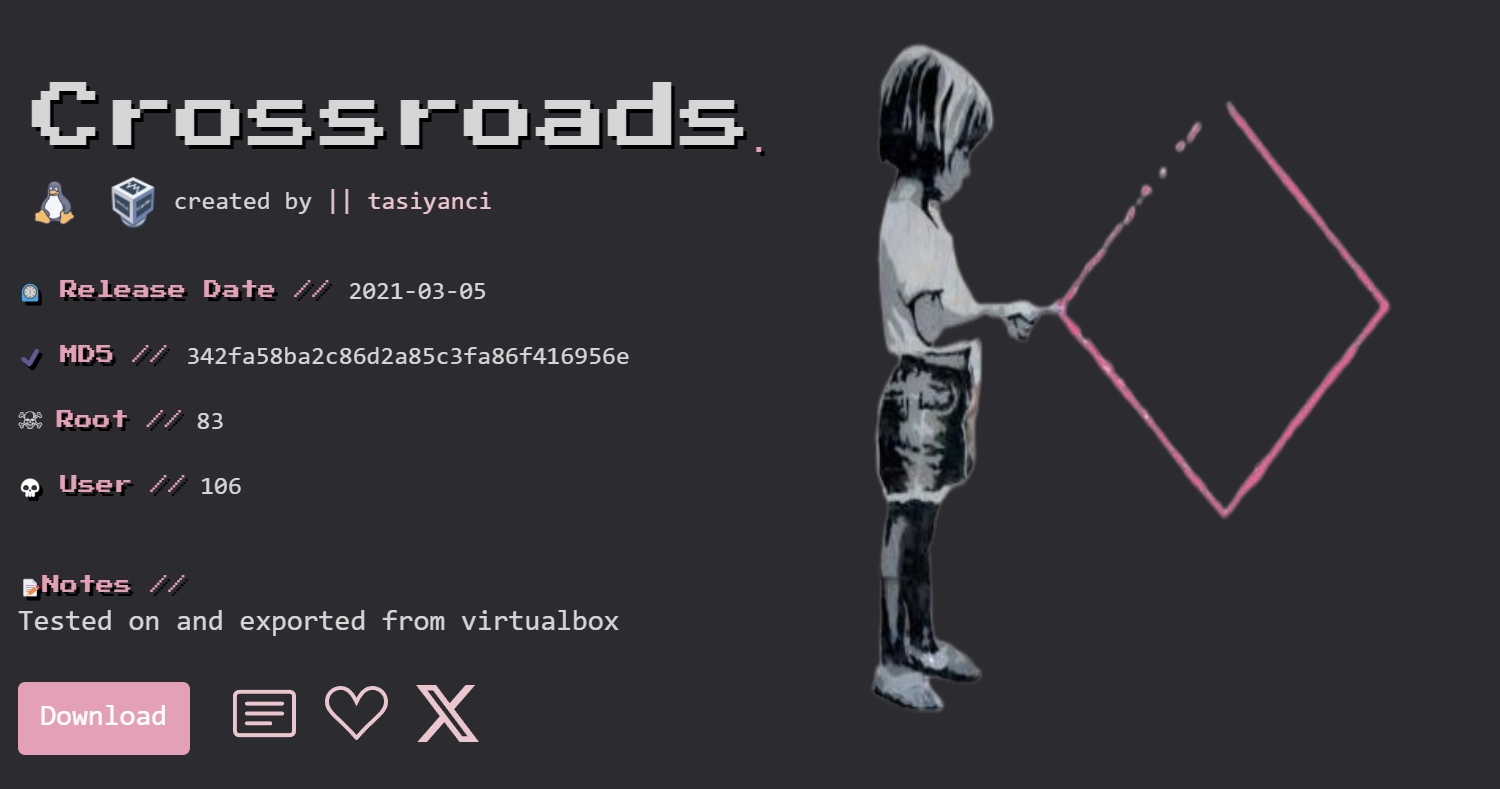 Crossroads.
created by || tasiyanci
Release Date // 2021-03-05
MD5 // 342fa58ba2c86d2a85c3fa86f416956e
Root // 83
User // 106
Notes //
Tested on and exported from virtualbox
Download